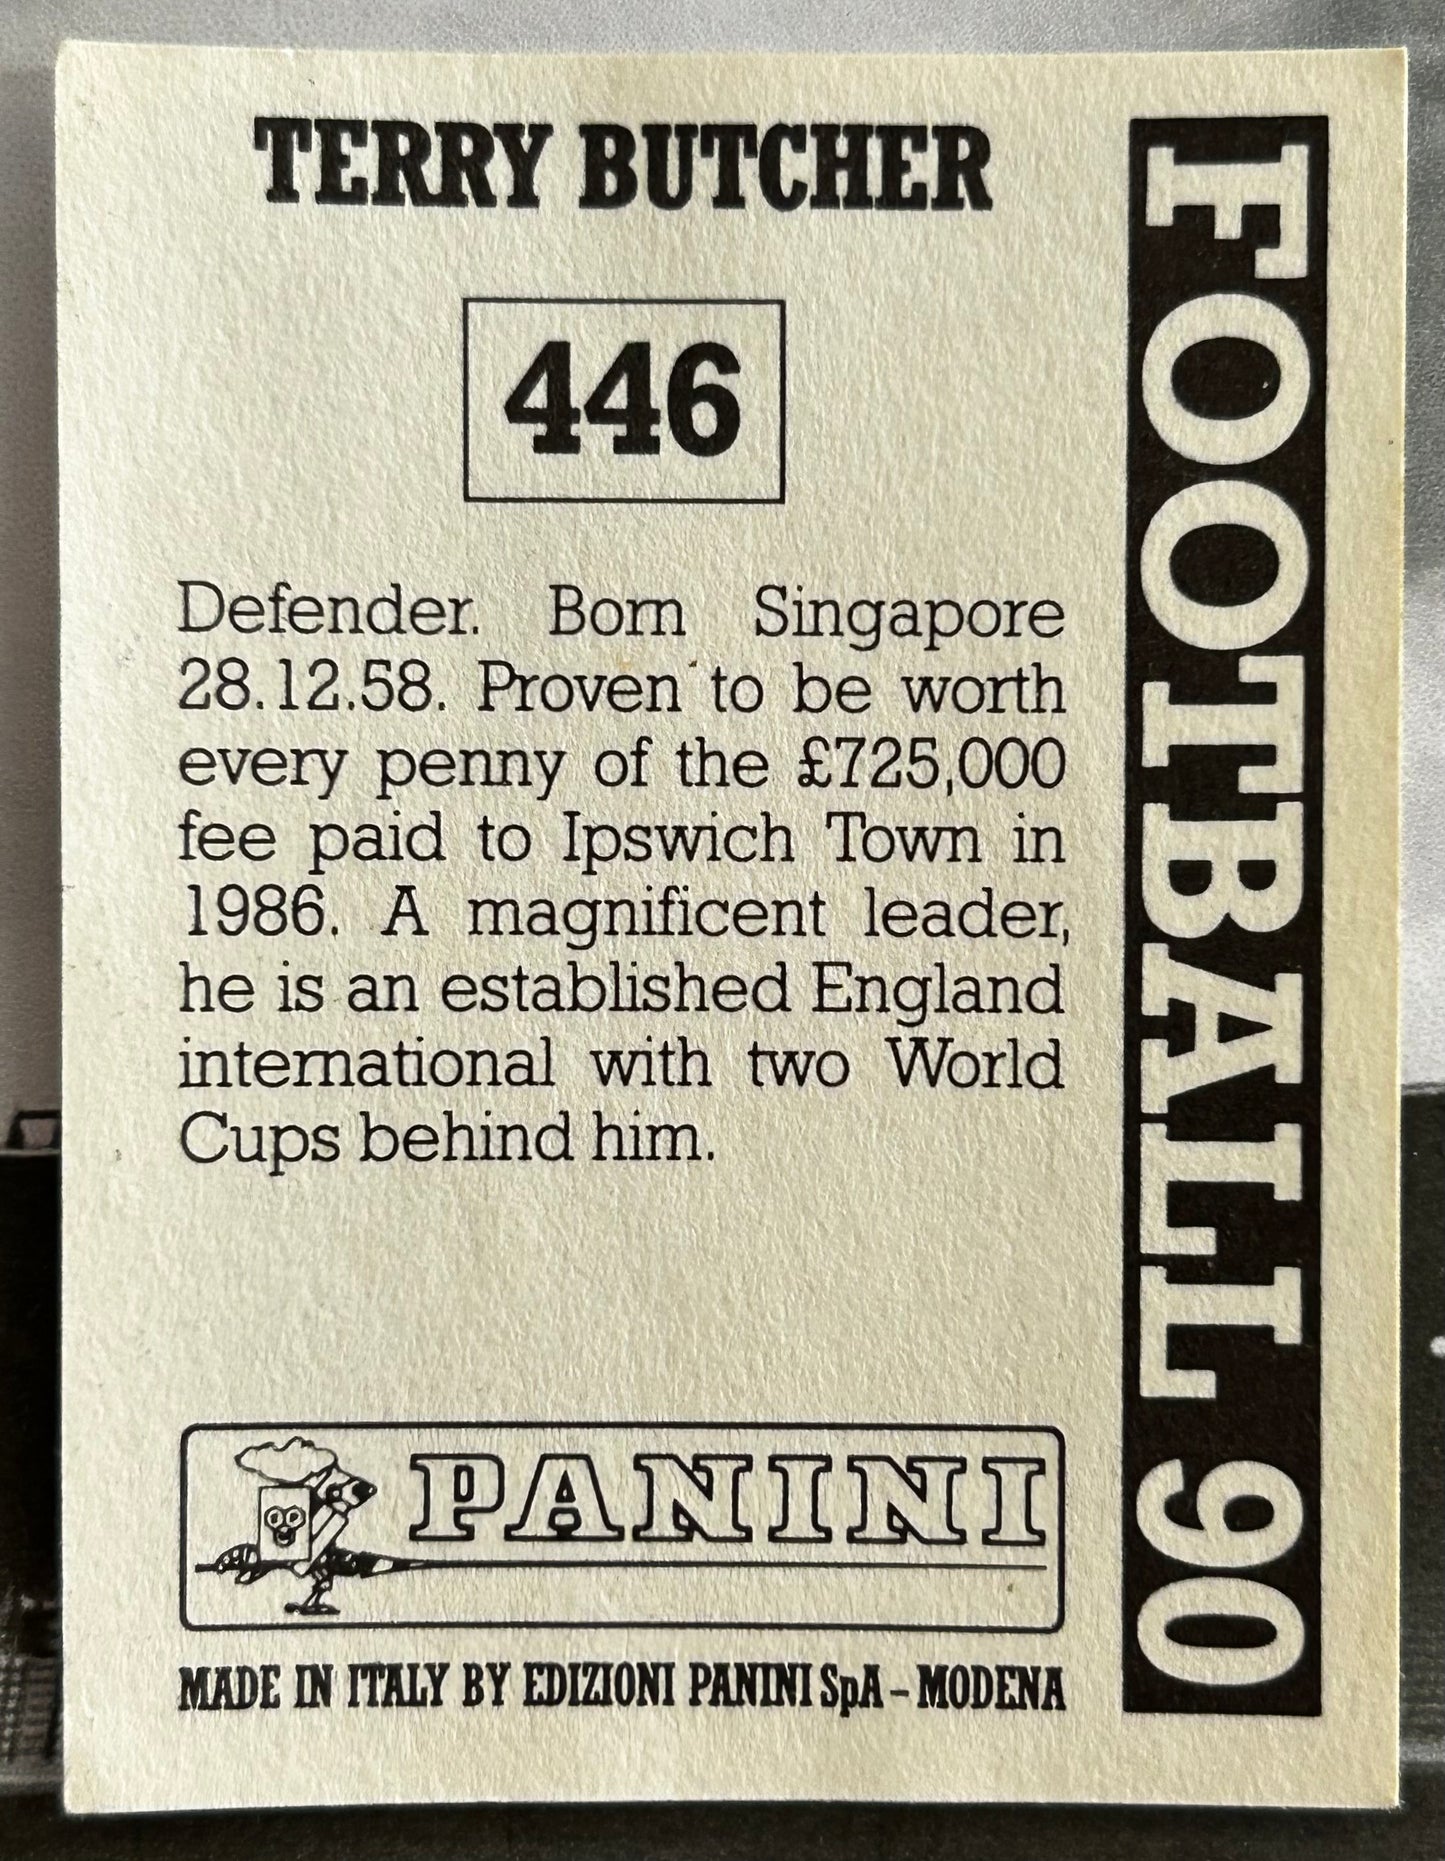 TERRY BUTCHER
446
Defender. Born Singapore
28.12.58. Proven to be worth
every penny of the £725,000
fee paid to Ipswich Town in
1986. A magnificent leader,
he is an established England
international with two World
Cups behind him.
PANINI
MADE IN ITALY BY EDIZIONI PANINI SpA – MODENA
FOOTBALL 90